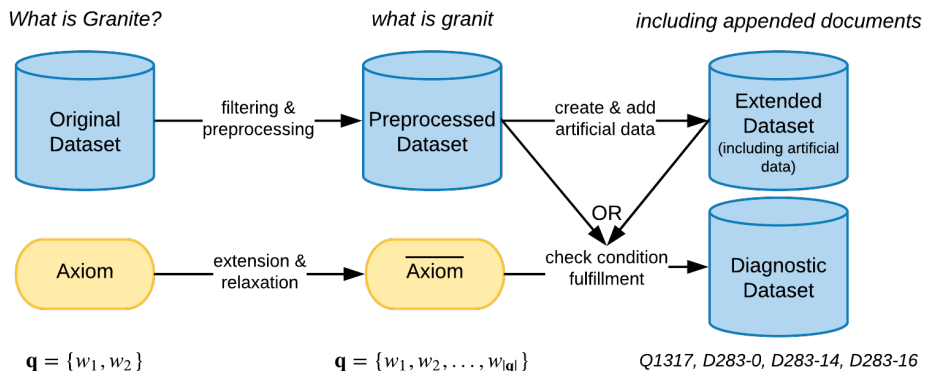 What is Granite?
what is granit
including appended documents
Original
Dataset
filtering &
preprocessing
Preprocessed
Dataset
create & add
artificial data
Extended
Dataset
(including artificial
data)
OR
Axiom
extension &
relaxation
A̅x̅i̅o̅m̅
check condition
fulfillment
Diagnostic
Dataset
q = {w₁, w₂}
q = {w₁, w₂, . . . , w|q|}
Q1317, D283-0, D283-14, D283-16